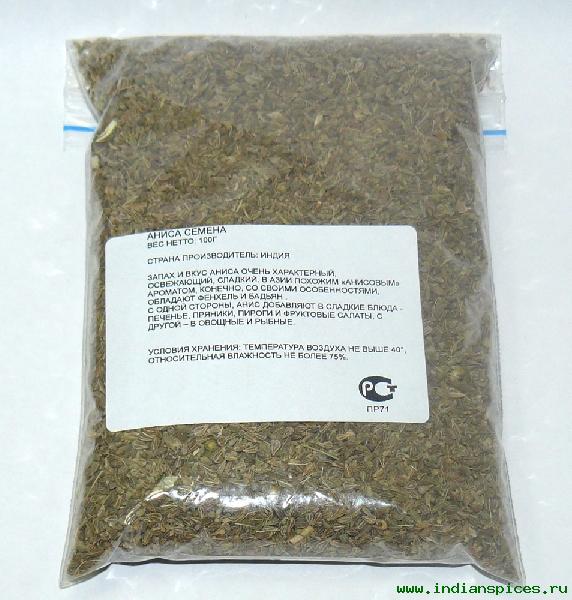 АНИСА СЕМЕНА
ВЕС НЕТТО: 100Г
СТРАНА ПРОИЗВОДИТЕЛЬ: ИНДИЯ
ЗАПАХ И ВКУС АНИСА ОЧЕНЬ ХАРАКТЕРНЫЙ,
ОСВЕЖАЮЩИЙ, СЛАДКИЙ. В АЗИИ ПОХОЖИМ «АНИСОВЫМ»
АРОМАТОМ, КОНЕЧНО, СО СВОИМИ ОСОБЕННОСТЯМИ,
ОБЛАДАЮТ ФЕНХЕЛЬ И БАДЬЯН .
С ОДНОЙ СТОРОНЫ, АНИС ДОБАВЛЯЮТ В СЛАДКИЕ БЛЮДА -
ПЕЧЕНЬЕ, ПРЯНИКИ, ПИРОГИ И ФРУКТОВЫЕ САЛАТЫ, С
ДРУГОЙ – В ОВОЩНЫЕ И РЫБНЫЕ.
УСЛОВИЯ ХРАНЕНИЯ: ТЕМПЕРАТУРА ВОЗДУХА НЕ ВЫШЕ 40°,
ОТНОСИТЕЛЬНАЯ ВЛАЖНОСТЬ НЕ БОЛЕЕ 75%.
РСТ
ПР71
www.indianspices.ru